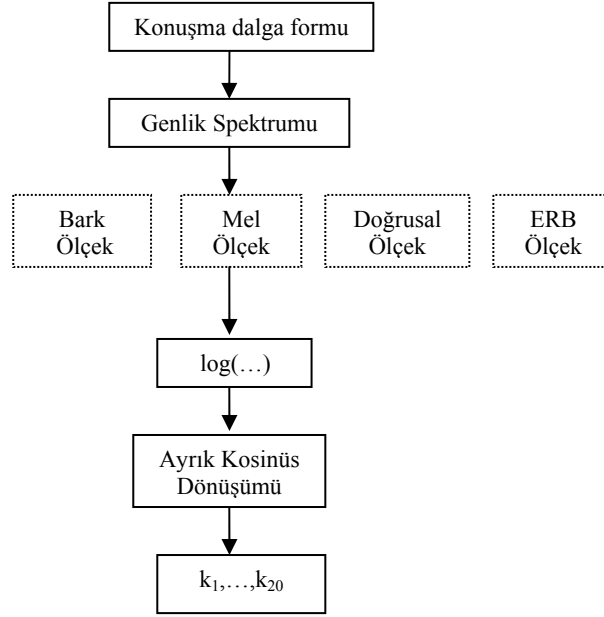 Konuşma dalga formu
Genlik Spektrumu
Bark
Ölçek
Mel
Ölçek
Doğrusal
Ölçek
ERB
Ölçek
log(…)
Ayrık Kosinüs
Dönüşümü
k₁,…,k₂₀